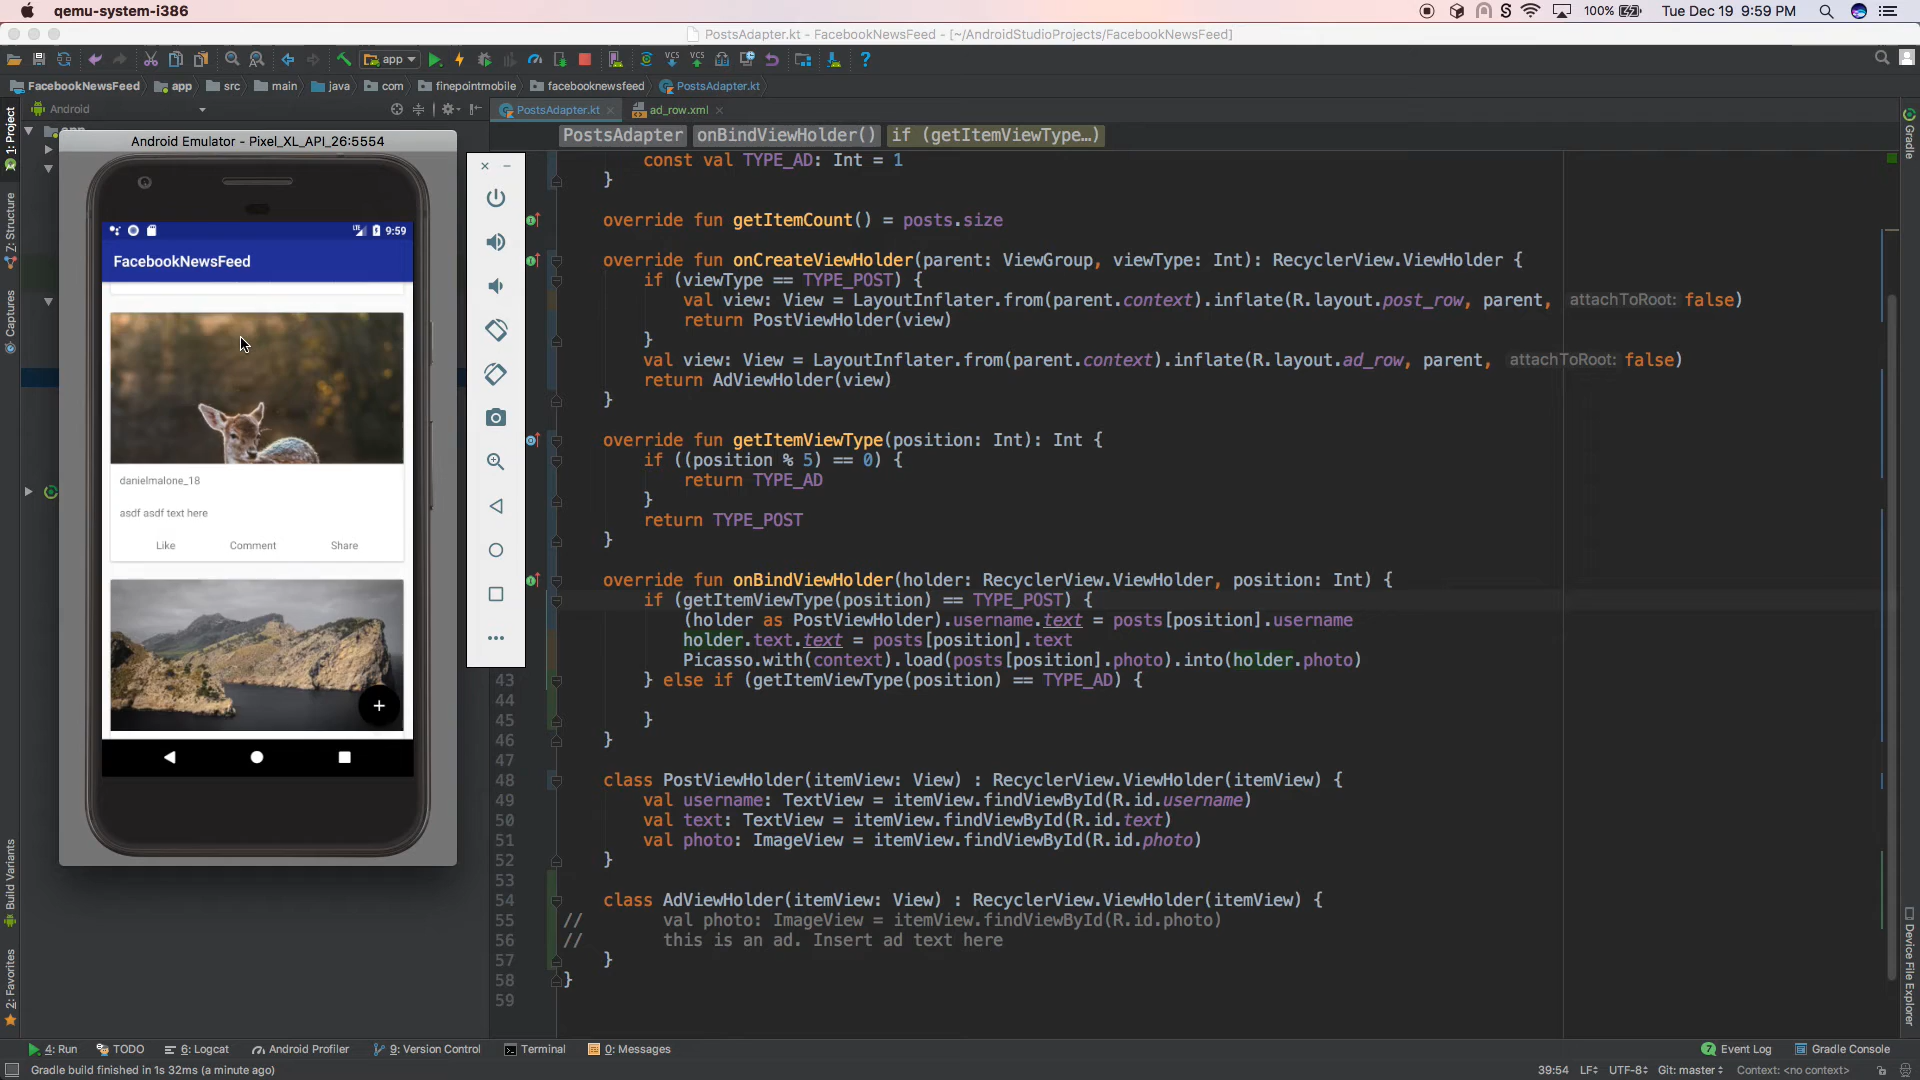 qemu-system-i386
100%
Tue Dec 19 9:59 PM
PostsAdapter.kt - FacebookNewsFeed - [~/AndroidStudioProjects/FacebookNewsFeed]
app
FacebookNewsFeed
app
src
main
java
com
finepointmobile
facebooknewsfeed
PostsAdapter.kt
Android
PostsAdapter.kt
ad_row.xml
Android Emulator - Pixel_XL_API_26:5554
PostsAdapter
onBindViewHolder()
if (getItemViewType…)
1: Project
Z: Structure
Captures
Build Variants
2: Favorites
Gradle
Device File Explorer
9:59
FacebookNewsFeed
danielmalone_18
asdf asdf text here
Like
Comment
Share
+
const val TYPE_AD: Int = 1
}
override fun getItemCount() = posts.size
override fun onCreateViewHolder(parent: ViewGroup, viewType: Int): RecyclerView.ViewHolder {
if (viewType == TYPE_POST) {
val view: View = LayoutInflater.from(parent.context).inflate(R.layout.post_row, parent, attachToRoot: false)
return PostViewHolder(view)
}
val view: View = LayoutInflater.from(parent.context).inflate(R.layout.ad_row, parent, attachToRoot: false)
return AdViewHolder(view)
}
override fun getItemViewType(position: Int): Int {
if ((position % 5) == 0) {
return TYPE_AD
}
return TYPE_POST
}
override fun onBindViewHolder(holder: RecyclerView.ViewHolder, position: Int) {
if (getItemViewType(position) == TYPE_POST) {
(holder as PostViewHolder).username.text = posts[position].username
holder.text.text = posts[position].text
Picasso.with(context).load(posts[position].photo).into(holder.photo)
43 } else if (getItemViewType(position) == TYPE_AD) {
44
45 }
46 }
47
48 class PostViewHolder(itemView: View) : RecyclerView.ViewHolder(itemView) {
49 val username: TextView = itemView.findViewById(R.id.username)
50 val text: TextView = itemView.findViewById(R.id.text)
51 val photo: ImageView = itemView.findViewById(R.id.photo)
52 }
53
54 class AdViewHolder(itemView: View) : RecyclerView.ViewHolder(itemView) {
55 // val photo: ImageView = itemView.findViewById(R.id.photo)
56 // this is an ad. Insert ad text here
57 }
58 }
59
4: Run
TODO
6: Logcat
Android Profiler
9: Version Control
Terminal
0: Messages
7 Event Log
Gradle Console
Gradle build finished in 1s 32ms (a minute ago)
39:54
LF
UTF-8
Git: master
Context: <no context>